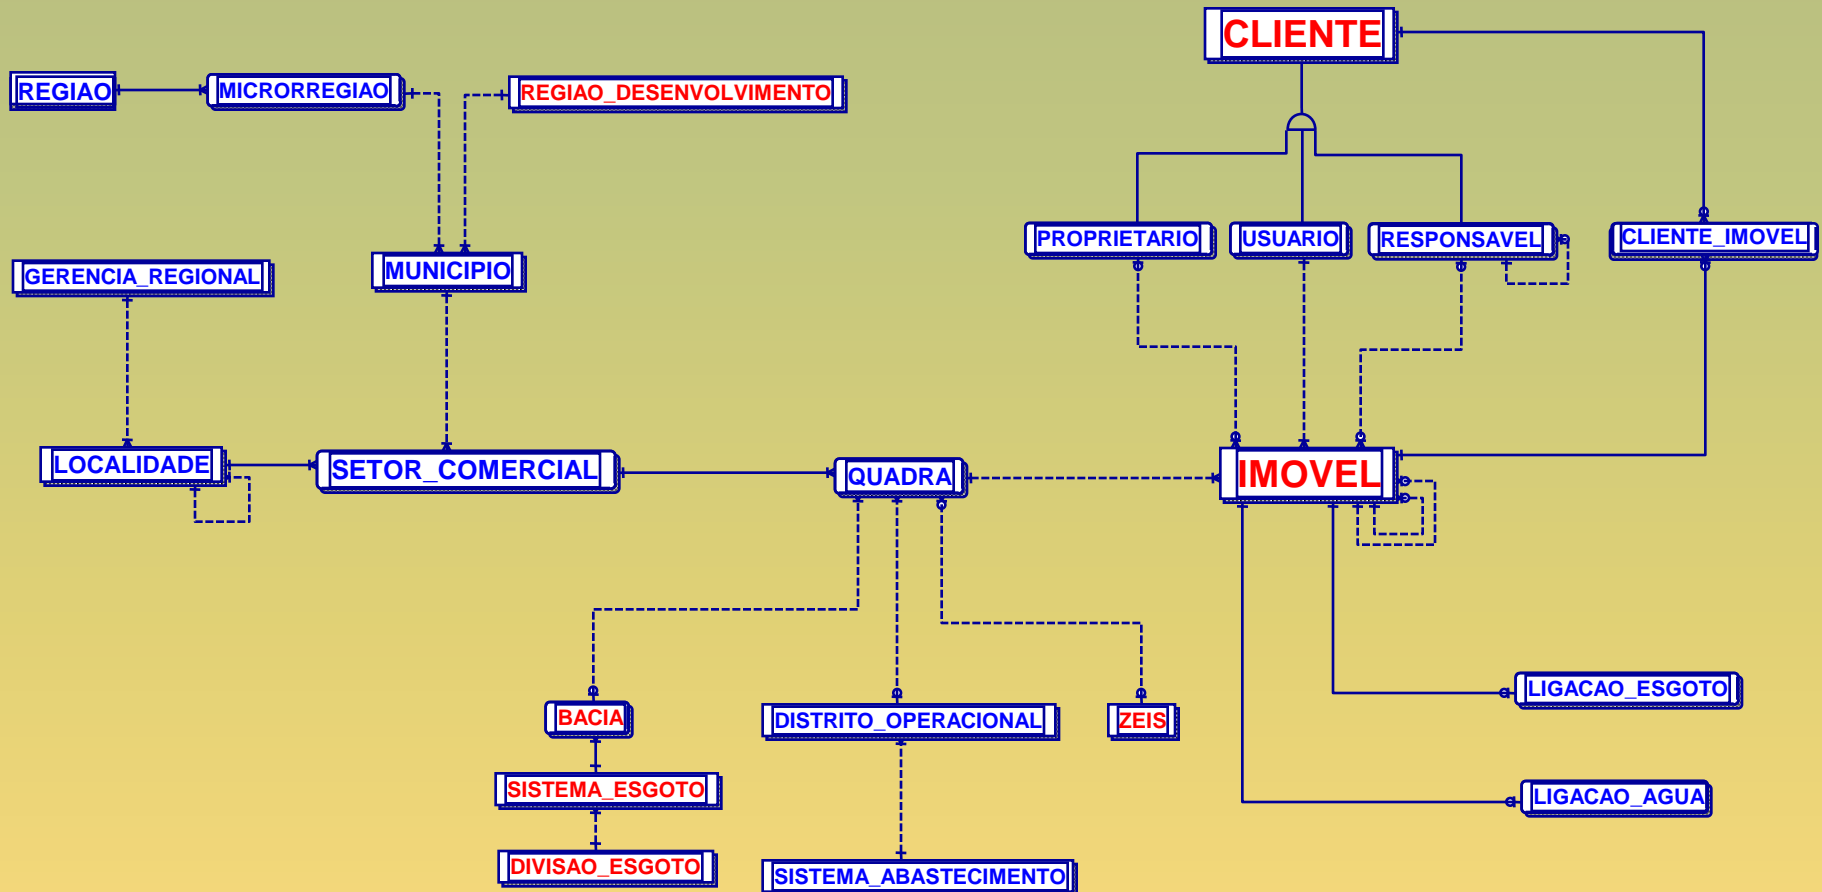 CLIENTE
REGIAO
MICRORREGIAO
REGIAO_DESENVOLVIMENTO
PROPRIETARIO
USUARIO
RESPONSAVEL
CLIENTE_IMOVEL
GERENCIA_REGIONAL
MUNICIPIO
LOCALIDADE
SETOR_COMERCIAL
QUADRA
IMOVEL
LIGACAO_ESGOTO
BACIA
DISTRITO_OPERACIONAL
ZEIS
SISTEMA_ESGOTO
LIGACAO_AGUA
DIVISAO_ESGOTO
SISTEMA_ABASTECIMENTO